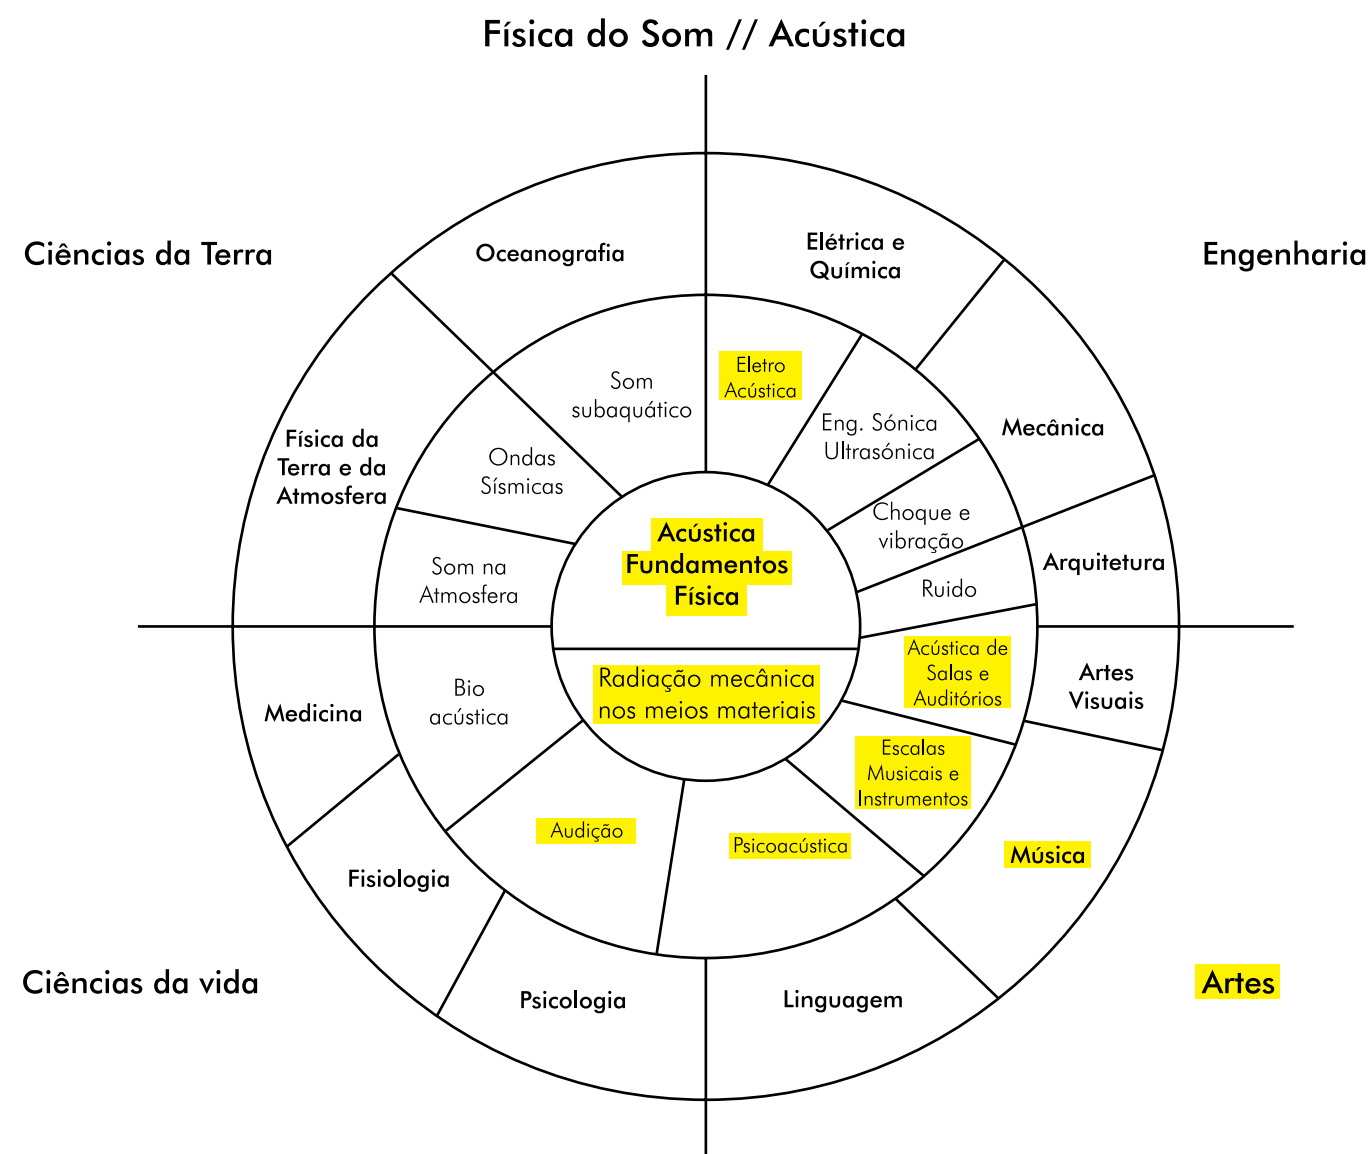 Física do Som // Acústica
Ciências da Terra
Engenharia
Oceanografia
Elétrica e
Química
Mecânica
Física da
Terra e da
Atmosfera
Arquitetura
Som
subaquático
Eletro
Acústica
Eng. Sónica
Ultrasónica
Ondas
Sísmicas
Choque e
vibração
Som na
Atmosfera
Ruido
Acústica
Fundamentos
Física
Radiação mecânica
nos meios materiais
Bio
acústica
Acústica de
Salas e
Auditórios
Escalas
Musicais e
Instrumentos
Audição
Psicoacústica
Medicina
Artes
Visuais
Fisiologia
Música
Psicologia
Linguagem
Ciências da vida
Artes